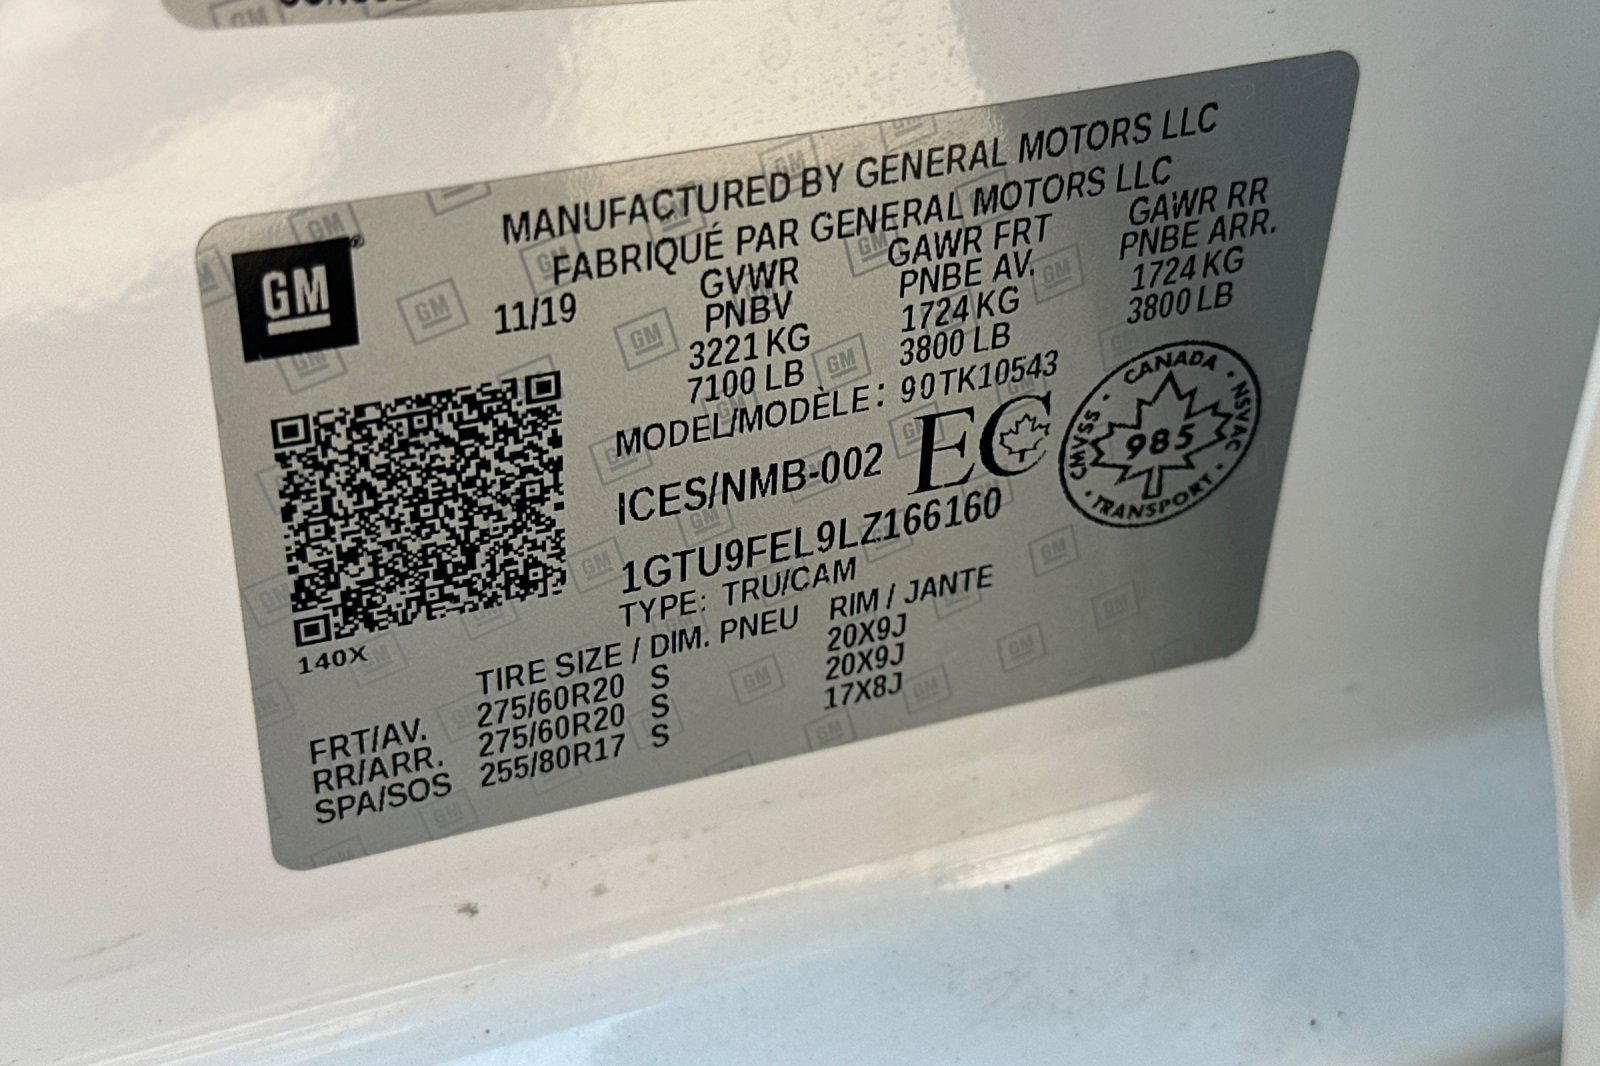 MANUFACTURED BY GENERAL MOTORS LLC
FABRIQUÉ PAR GENERAL MOTORS LLC
GM
11/19
GVWR GAWR FRT GAWR RR
PNBV PNBE AV. PNBE ARR.
3221 KG 1724 KG 1724 KG
7100 LB 3800 LB 3800 LB
MODEL/MODÈLE: 90TK10543
ICES/NMB-002 EC
CANADA · NSVAC · TRANSPORT · CMVSS ·
985
1GTU9FEL9LZ166160
TYPE: TRU/CAM
140X
TIRE SIZE / DIM. PNEU RIM / JANTE
FRT/AV. 275/60R20 S 20X9J
RR/ARR. 275/60R20 S 20X9J
SPA/SOS 255/80R17 S 17X8J